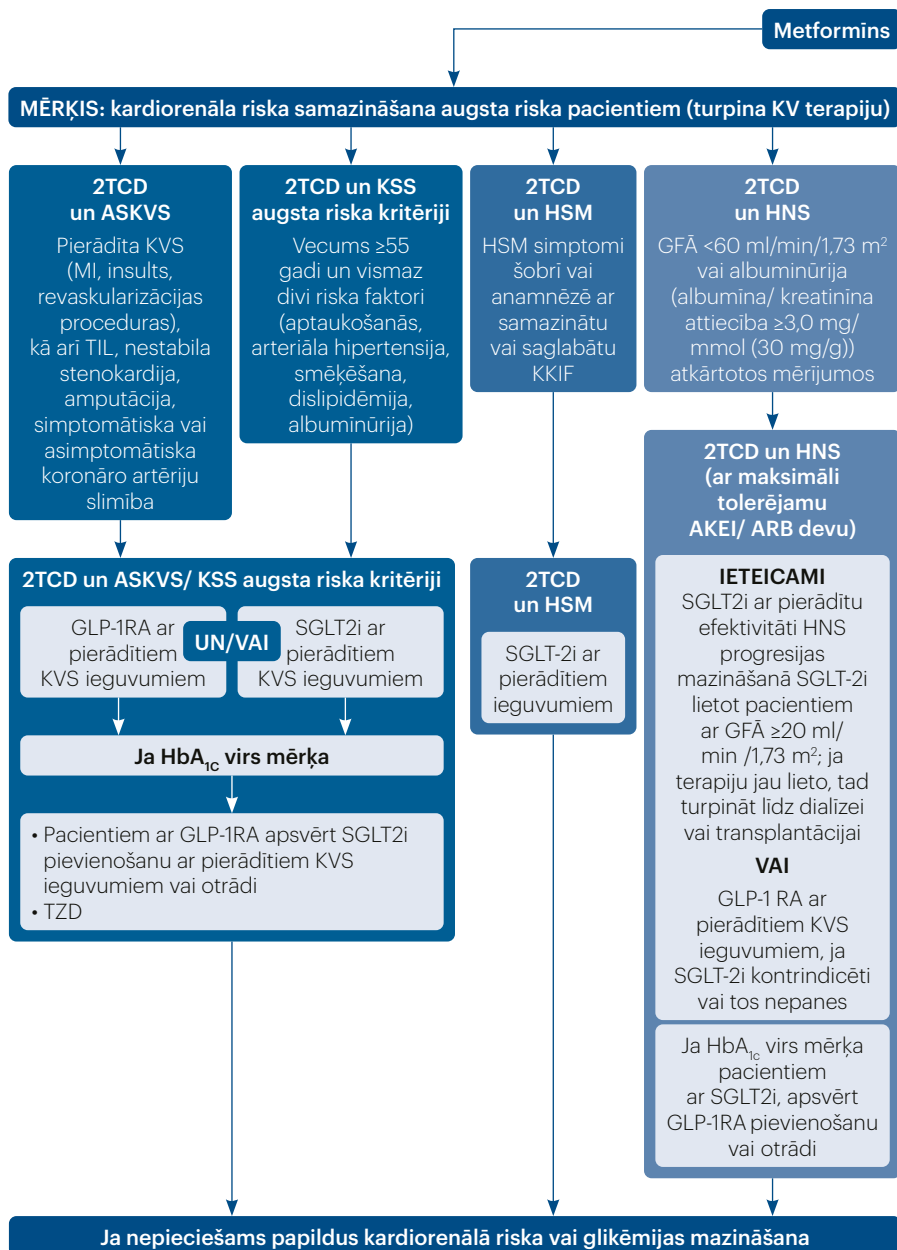 Metformīns
MĒRĶIS: kardiorenāla riska samazināšana augsta riska pacientiem (turpina KV terapiju)
2TCD
un ASKVS
Pierādīta KVS
(MI, insults,
revaskularizācijas
proceduras),
kā arī TIL, nestabila
stenokardija,
amputācija,
simptomātiska vai
asimptomātiska
koronāro artēriju
slimība
2TCD un KSS
augsta riska kritēriji
Vecums ≥55
gadi un vismaz
divi riska faktori
(aptaukošanās,
arteriāla hipertensija,
smēķēšana,
dislipidēmija,
albumīnūrija)
2TCD
un HSM
HSM simptomi
šobrī vai
anamnēzē ar
samazinātu
vai saglabātu
KKIF
2TCD
un HNS
GFĀ <60 ml/min/1,73 m²
vai albuminūrija
(albumīna/ kreatinīna
attiecība ≥3,0 mg/
mmol (30 mg/g))
atkārtotos mērījumos
2TCD un ASKVS/ KSS augsta riska kritēriji
GLP-1RA ar
pierādītiem
KVS ieguvumiem
UN/VAI
SGLT2i ar
pierādītiem
KVS ieguvumiem
Ja HbA₁C virs mērķa
• Pacientiem ar GLP-1RA apsvērt SGLT2i
pievienošanu ar pierādītiem KVS
ieguvumiem vai otrādi
• TZD
2TCD
un HSM
SGLT-2i ar
pierādītiem
ieguvumiem
2TCD un HNS
(ar maksimāli
tolerējamu
AKEI/ ARB devu)
IETEICAMI
SGLT2i ar pierādītu
efektivitāti HNS
progresijas
mazināšanā SGLT-2i
lietot pacientiem
ar GFĀ ≥20 ml/
min /1,73 m²; ja
terapiju jau lieto, tad
turpināt līdz dialīzei
vai transplantācijai
VAI
GLP-1 RA ar
pierādītiem KVS
ieguvumiem, ja
SGLT-2i kontrindicēti
vai tos nepanes
Ja HbA₁c virs mērķa
pacientiem
ar SGLT2i, apsvērt
GLP-1RA pievienošanu
vai otrādi
Ja nepieciešams papildus kardiorenālā riska vai glikēmijas mazināšana